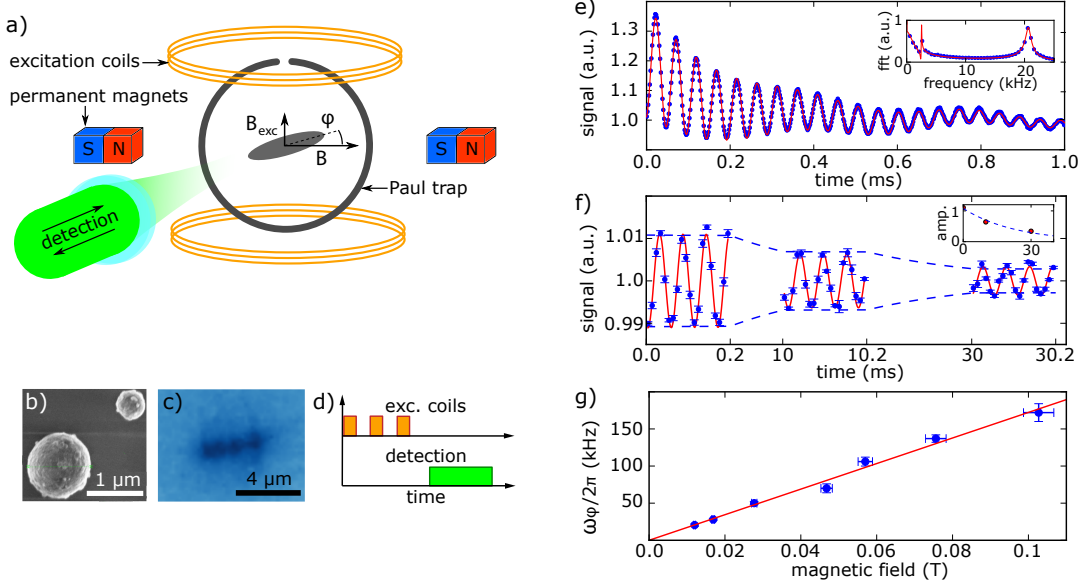 a)
excitation coils
permanent magnets
S N
B_exc
φ
B
S N
Paul trap
detection
b)
1 µm
c)
4 µm
d)
exc. coils
detection
time
e)
signal (a.u.)
1.3
1.2
1.1
1.0
0.0 0.2 0.4 0.6 0.8 1.0
time (ms)
fft (a.u.)
0 10 20
frequency (kHz)
f)
signal (a.u.)
1.01
1.00
0.99
0.0 0.2 10 10.2 30 30.2
time (ms)
amp.
1
0
0 30
g)
ωφ/2π (kHz)
150
100
50
0.00 0.02 0.04 0.06 0.08 0.1
magnetic field (T)